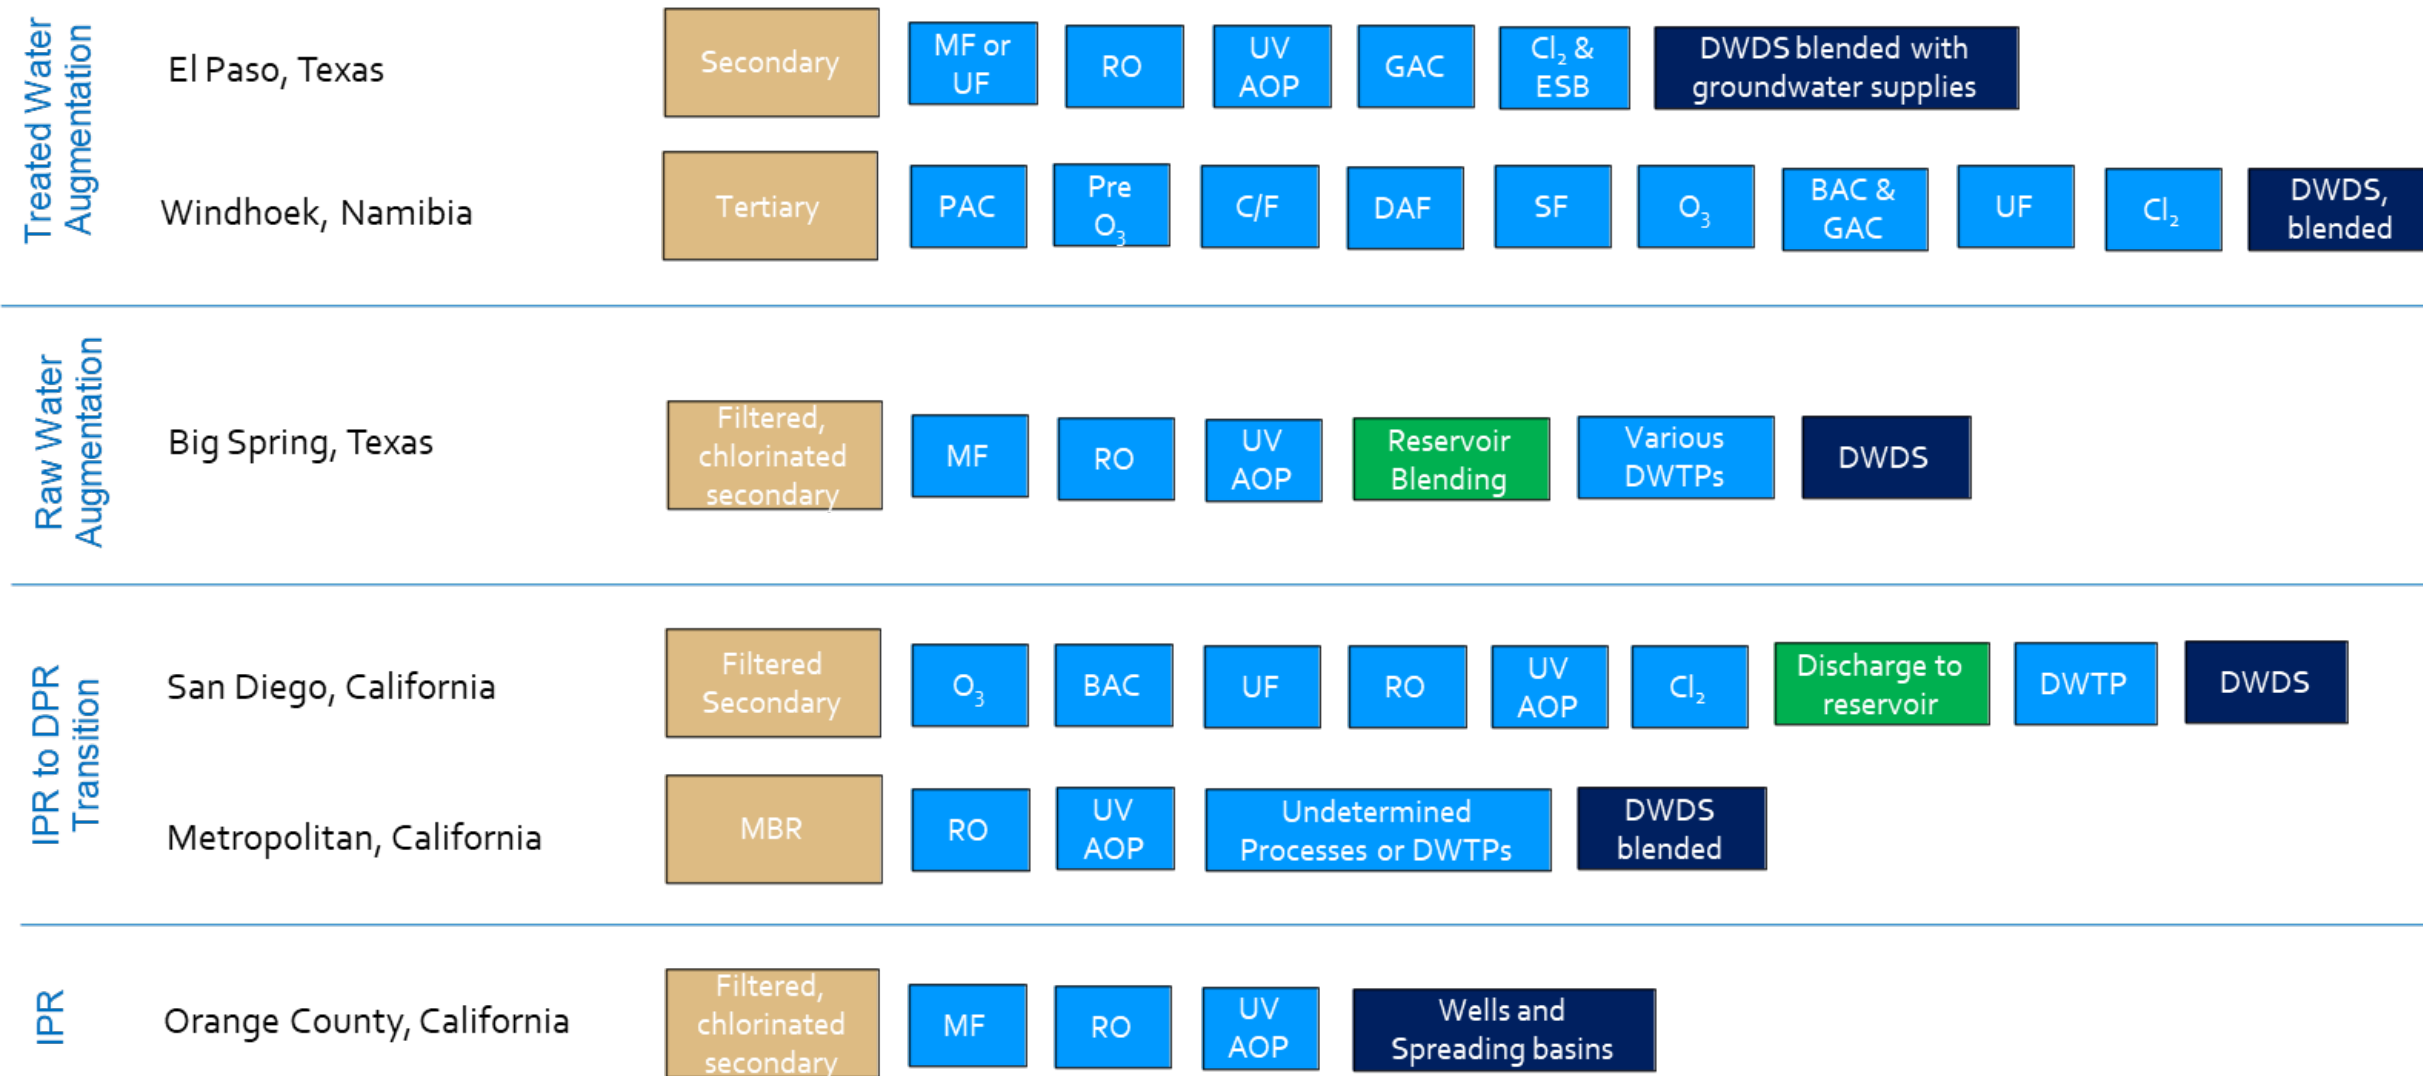 Treated Water
Augmentation
El Paso, Texas
Secondary
MF or
UF
RO
UV
AOP
GAC
Cl₂ &
ESB
DWDS blended with
groundwater supplies
Windhoek, Namibia
Tertiary
PAC
Pre
O₃
C/F
DAF
SF
O₃
BAC &
GAC
UF
Cl₂
DWDS,
blended
Raw Water
Augmentation
Big Spring, Texas
Filtered,
chlorinated
secondary
MF
RO
UV
AOP
Reservoir
Blending
Various
DWTPs
DWDS
IPR to DPR
Transition
San Diego, California
Filtered
Secondary
O₃
BAC
UF
RO
UV
AOP
Cl₂
Discharge to
reservoir
DWTP
DWDS
Metropolitan, California
MBR
RO
UV
AOP
Undetermined
Processes or DWTPs
DWDS
blended
IPR
Orange County, California
Filtered,
chlorinated
secondary
MF
RO
UV
AOP
Wells and
Spreading basins